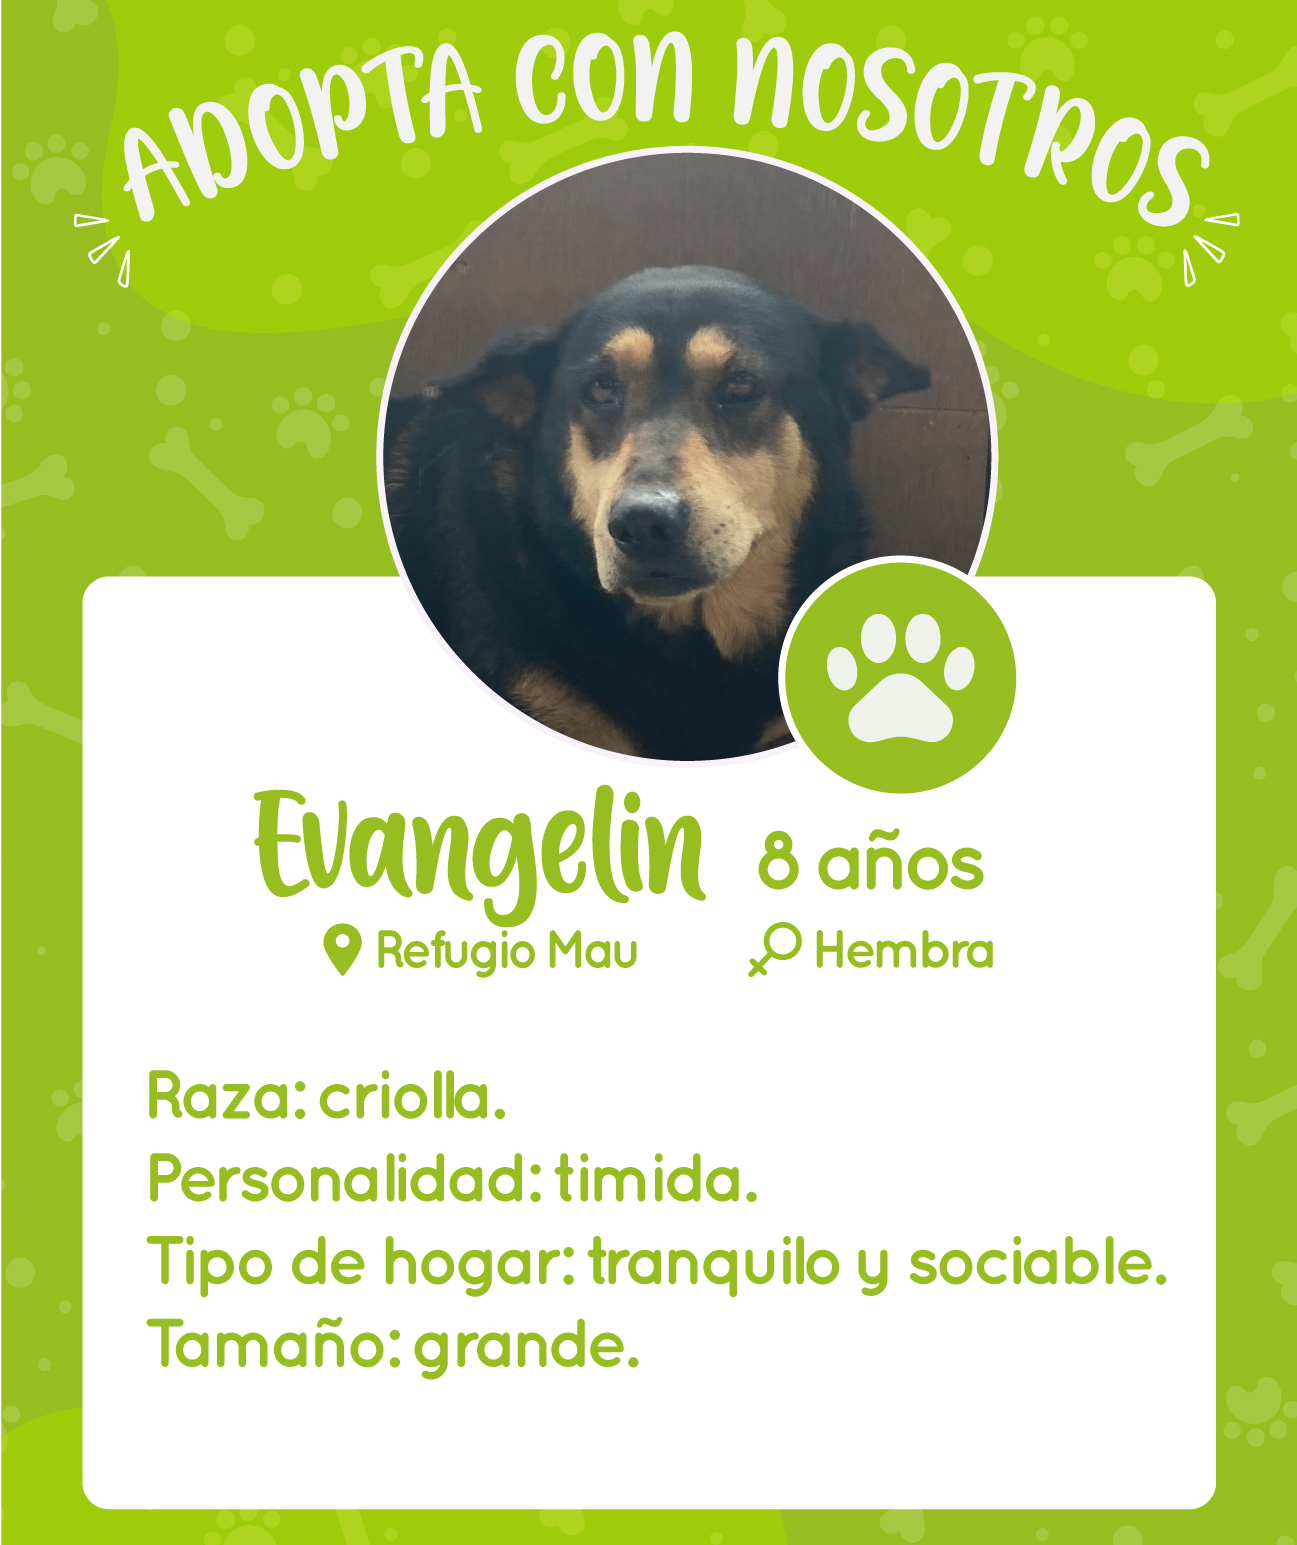 ADOPTA CON NOSOTROS
Evangelin 8 años
Refugio Mau Hembra
Raza: criolla.
Personalidad: timida.
Tipo de hogar: tranquilo y sociable.
Tamaño: grande.